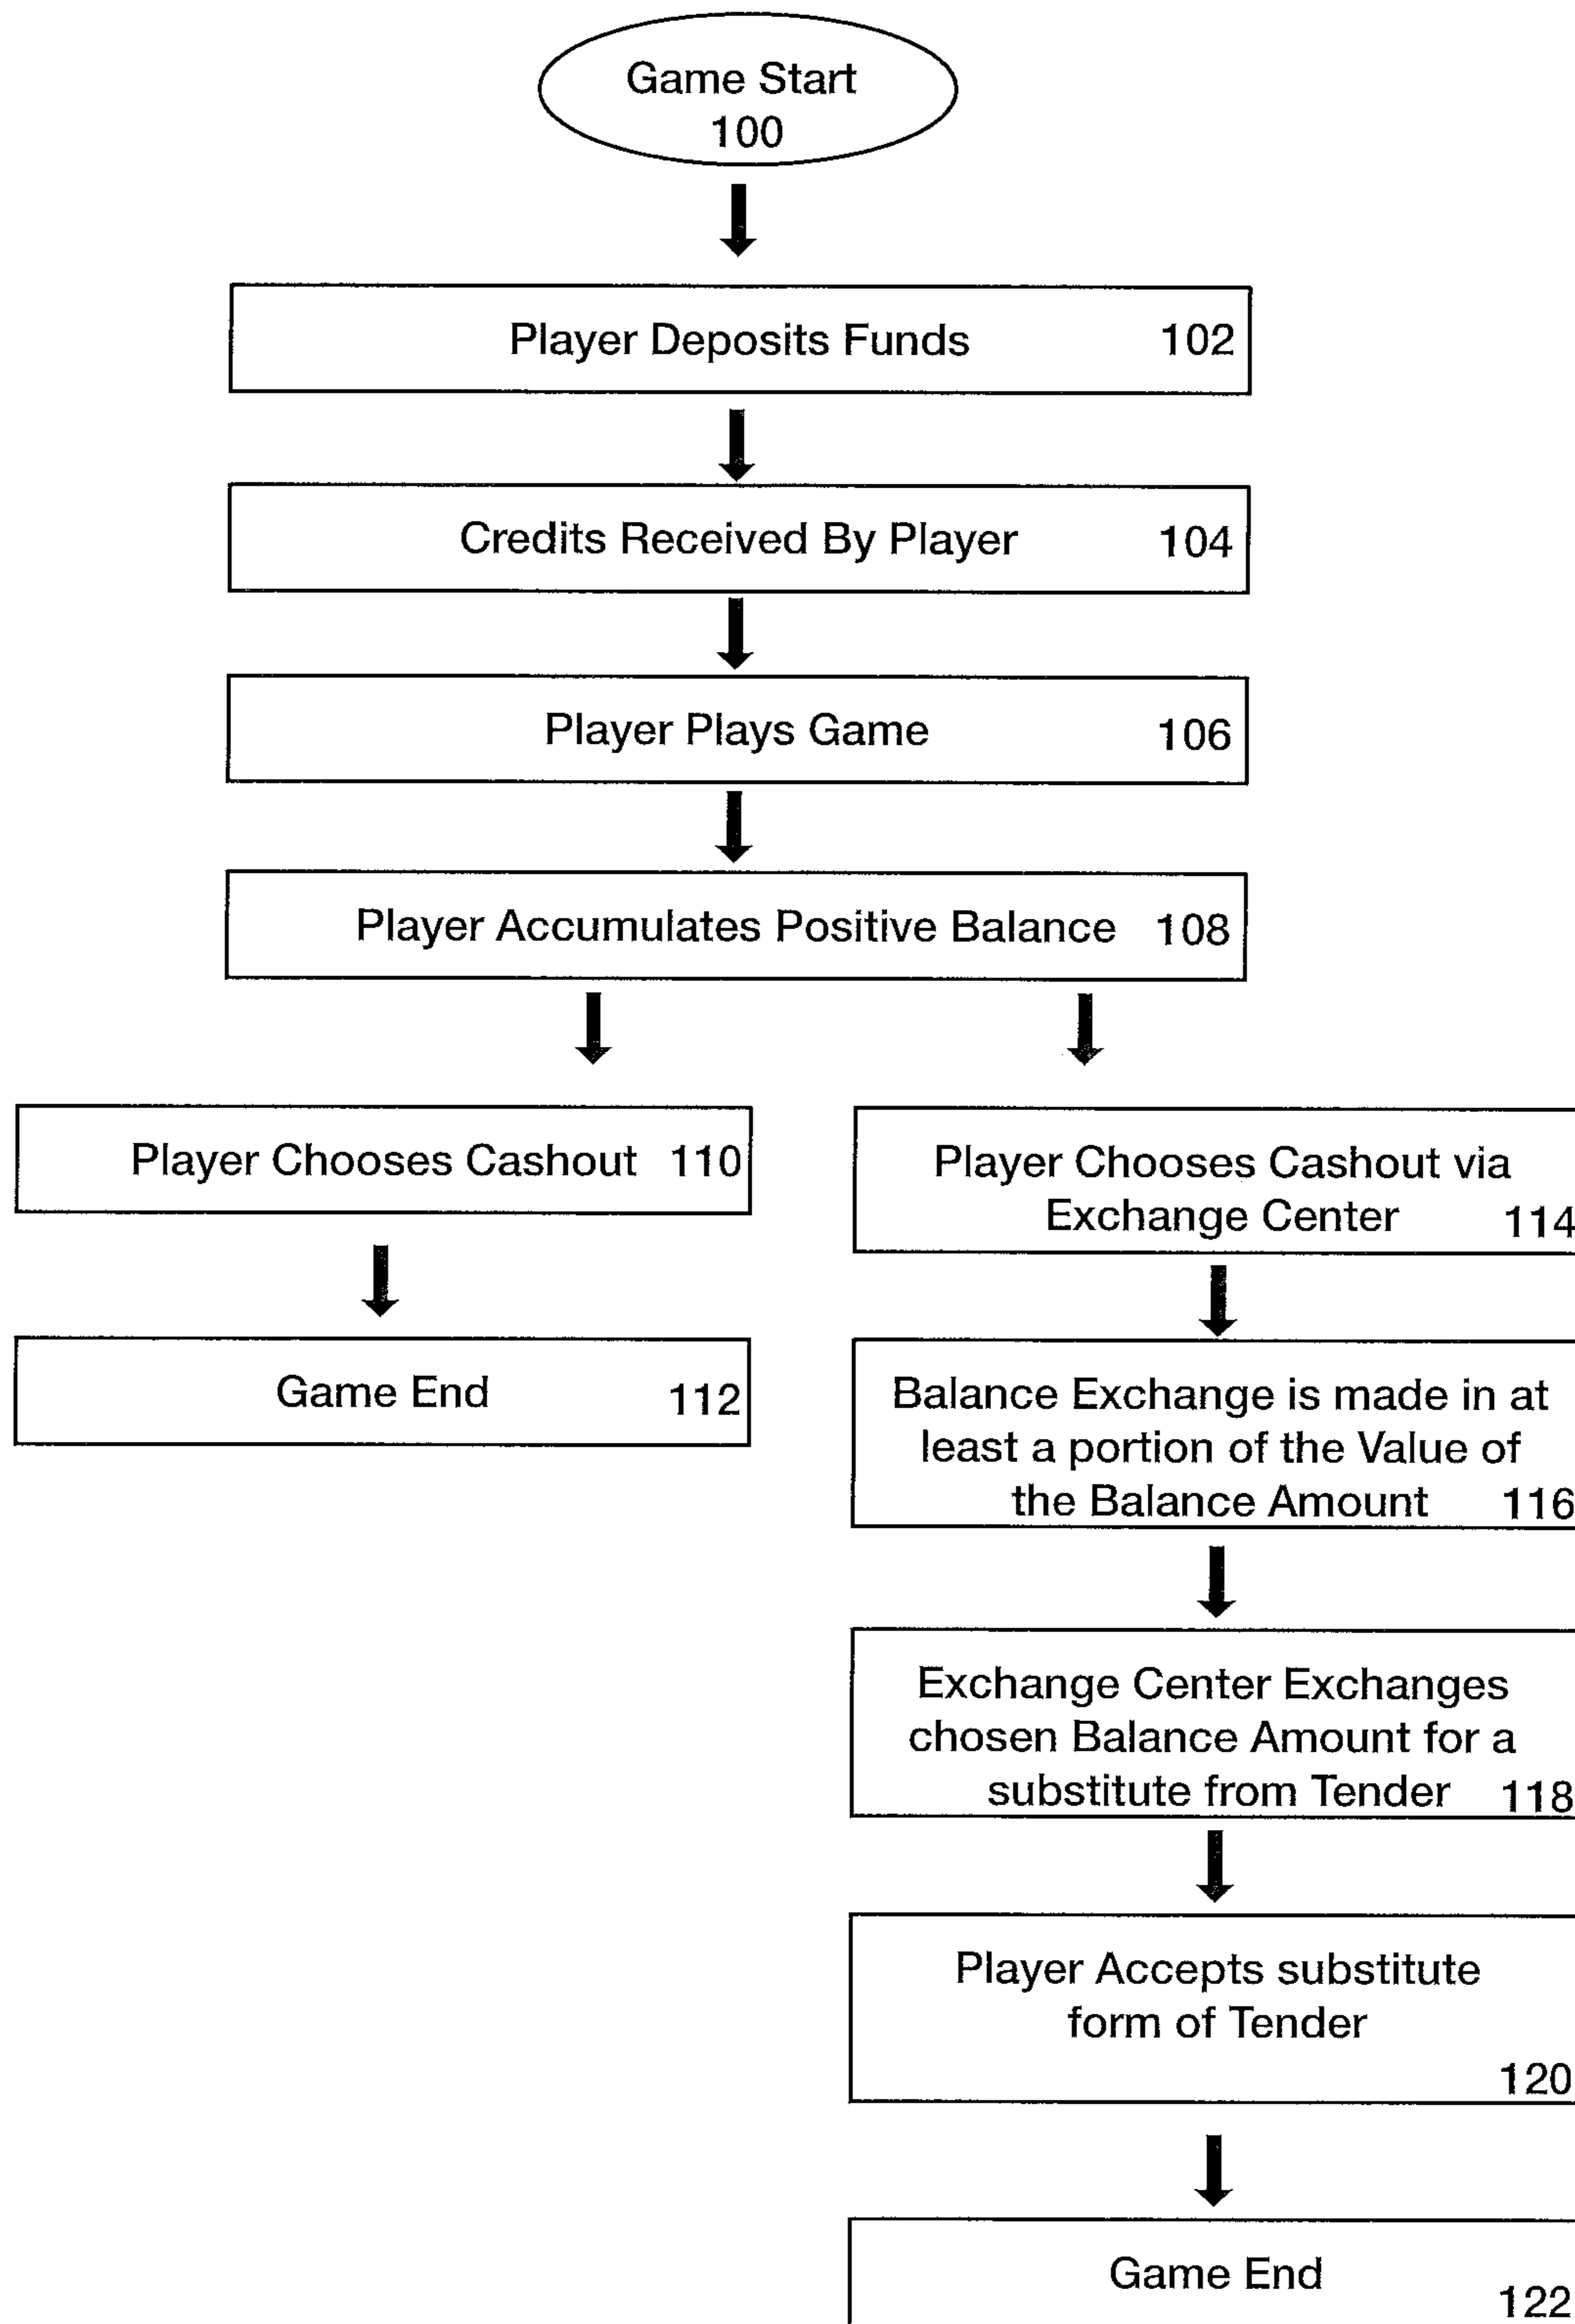 Game Start
100
Player Deposits Funds 102
Credits Received By Player 104
Player Plays Game 106
Player Accumulates Positive Balance 108
Player Chooses Cashout 110
Game End 112
Player Chooses Cashout via
Exchange Center 114
Balance Exchange is made in at
least a portion of the Value of
the Balance Amount 116
Exchange Center Exchanges
chosen Balance Amount for a
substitute from Tender 118
Player Accepts substitute
form of Tender
120
Game End
122